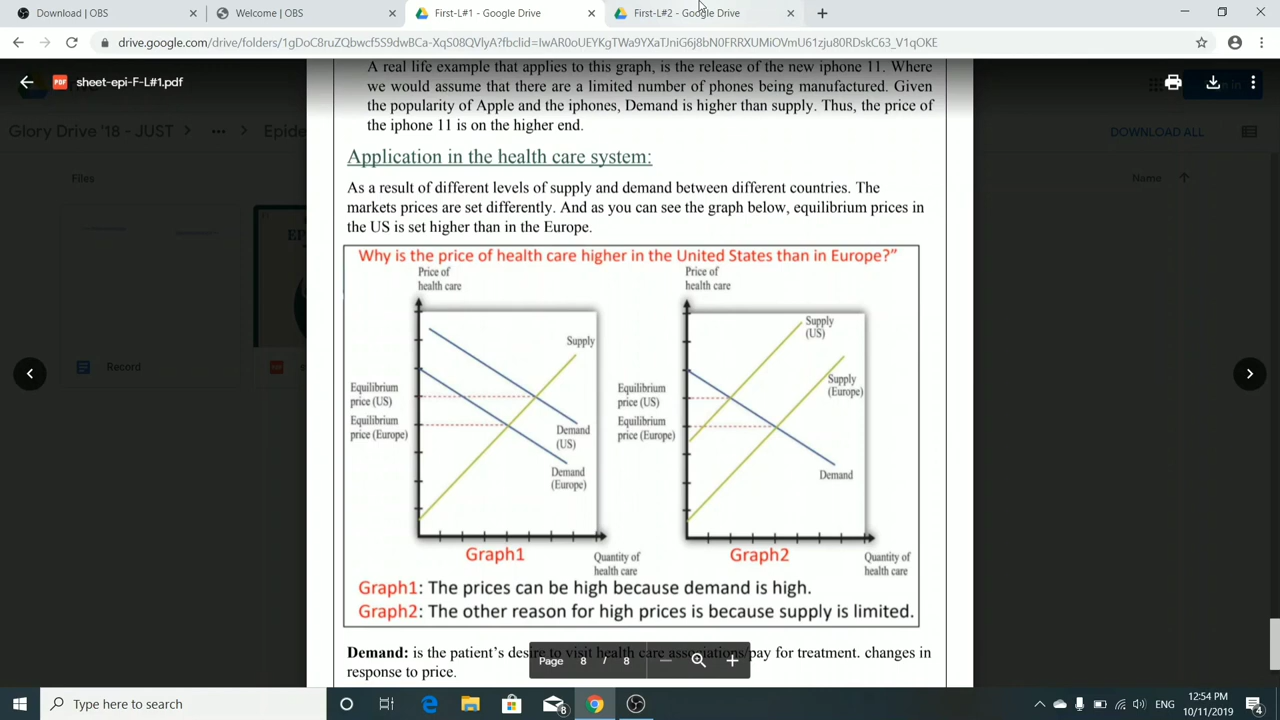 Download | OBS
Welcome | OBS
First-L#1 - Google Drive
First-L#2 - Google Drive
drive.google.com/drive/folders/1gDoC8ruZQbwcf5S9dwBCa-XqS08QVlyA?fbclid=IwAR0oUEYKgTWa9YXaTJniG6j8bN0FRRXUMiOVmU61zju80RDskC63_V1qOKE
PDF
sheet-epi-F-L#1.pdf
Glory Drive '18 - JUST
Epide
DOWNLOAD ALL
Files
Name
Record
A real life example that applies to this graph, is the release of the new iphone 11. Where
we would assume that there are a limited number of phones being manufactured. Given
the popularity of Apple and the iphones, Demand is higher than supply. Thus, the price of
the iphone 11 is on the higher end.
Application in the health care system:
As a result of different levels of supply and demand between different countries. The
markets prices are set differently. And as you can see the graph below, equilibrium prices in
the US is set higher than in the Europe.
Why is the price of health care higher in the United States than in Europe?”
Price of
health care
Supply
Equilibrium
price (US)
Equilibrium
price (Europe)
Demand
(US)
Demand
(Europe)
Graph1
Quantity of
health care
Price of
health care
Supply
(US)
Supply
(Europe)
Equilibrium
price (US)
Equilibrium
price (Europe)
Demand
Graph2
Quantity of
health care
Graph1: The prices can be high because demand is high.
Graph2: The other reason for high prices is because supply is limited.
Demand: is the patient's desire to visit health care associations/pay for treatment. changes in
response to price.
Page 8 / 8
Type here to search
8
ENG
12:54 PM
10/11/2019
4